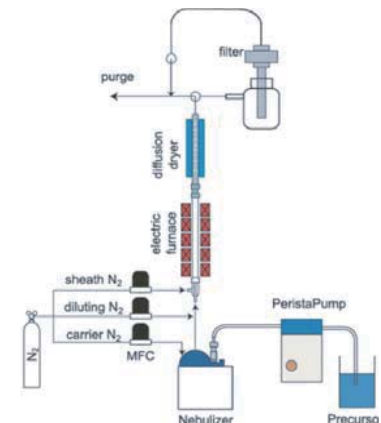 filter
purge
diffusion
dryer
electric
furnace
sheath N₂
diluting N₂
carrier N₂
N₂
MFC
PeristaPump
Nebulizer
Precurso